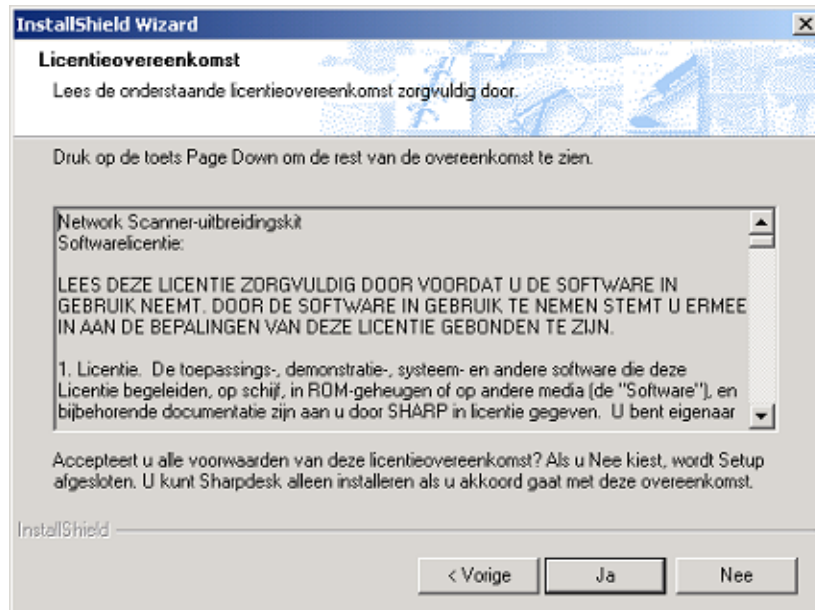 InstallShield Wizard
Licentieovereenkomst
Lees de onderstaande licentieovereenkomst zorgvuldig door.
Druk op de toets Page Down om de rest van de overeenkomst te zien.
Network Scanner-uitbreidingskit
Softwarelicentie:
LEES DEZE LICENTIE ZORGVULDIG DOOR VOORDAT U DE SOFTWARE IN
GEBRUIK NEEMT. DOOR DE SOFTWARE IN GEBRUIK TE NEMEN STEMT U ERMEE
IN AAN DE BEPALINGEN VAN DEZE LICENTIE GEBONDEN TE ZIJN.
1. Licentie.  De toepassings-, demonstratie-, systeem- en andere software die deze
Licentie begeleiden, op schijf, in ROM-geheugen of op andere media (de "Software"), en
bijbehorende documentatie zijn aan u door SHARP in licentie gegeven.  U bent eigenaar
Accepteert u alle voorwaarden van deze licentieovereenkomst? Als u Nee kiest, wordt Setup
afgesloten. U kunt Sharpdesk alleen installeren als u akkoord gaat met deze overeenkomst.
InstallShield
< Vorige
Ja
Nee